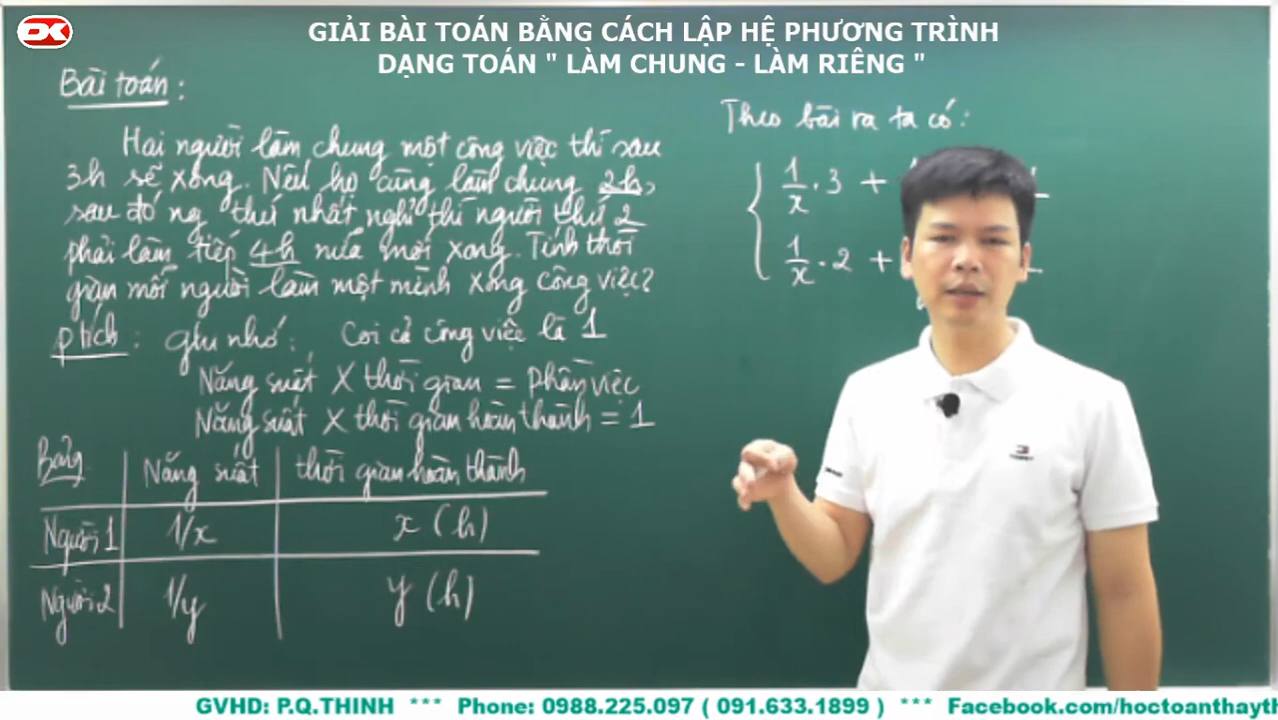 GIẢI BÀI TOÁN BẰNG CÁCH LẬP HỆ PHƯƠNG TRÌNH
DẠNG TOÁN " LÀM CHUNG - LÀM RIÊNG "
Bài toán:
Hai người làm chung một công việc thì sau
3h sẽ xong. Nếu họ cùng làm chung 2h,
sau đó ng thứ nhất nghỉ thì người thứ 2
phải làm tiếp 4h nữa mới xong. Tính thời
gian mỗi người làm một mình xong công việc?
P tích: ghi nhớ: Coi cả công việc là 1
Năng suất X thời gian = Phần việc
Năng suất X thời gian hoàn thành = 1
Bảng Năng suất thời gian hoàn thành
Người 1 1/x x (h)
Người 2 1/y y (h)
Theo bài ra ta có:
1/x . 3 +
1/x . 2 +
GVHD: P.Q.THINH *** Phone: 0988.225.097 ( 091.633.1899 ) *** Facebook.com/hoctoanthayth